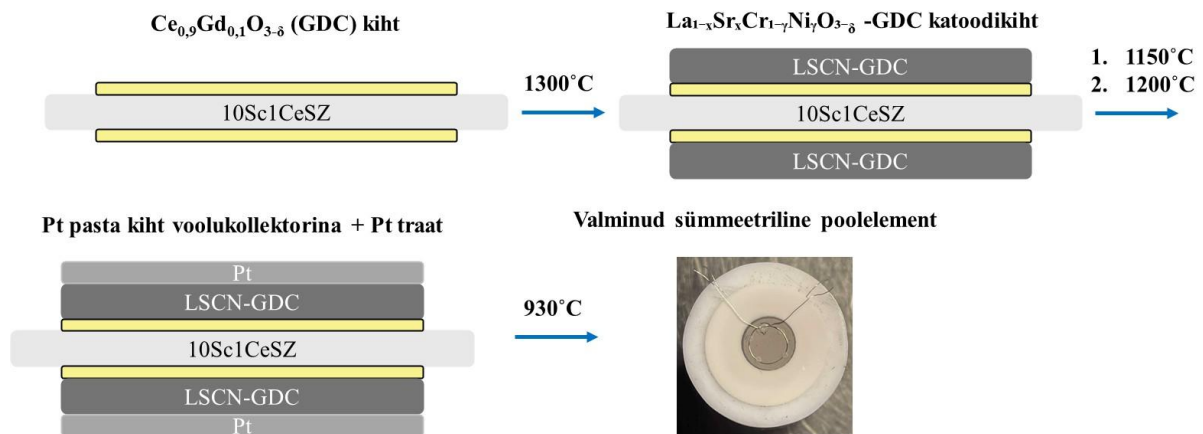 Ce₀,₉Gd₀,₁O₃₋δ (GDC) kiht
10Sc1CeSZ
1300˚C
La₁₋ₓSrₓCr₁₋ᵧNiᵧO₃₋δ -GDC katoodikiht
LSCN-GDC
10Sc1CeSZ
LSCN-GDC
1. 1150˚C
2. 1200˚C
Pt pasta kiht voolukollektorina + Pt traat
Pt
LSCN-GDC
10Sc1CeSZ
LSCN-GDC
Pt
930˚C
Valminud sümmeetriline poolelement